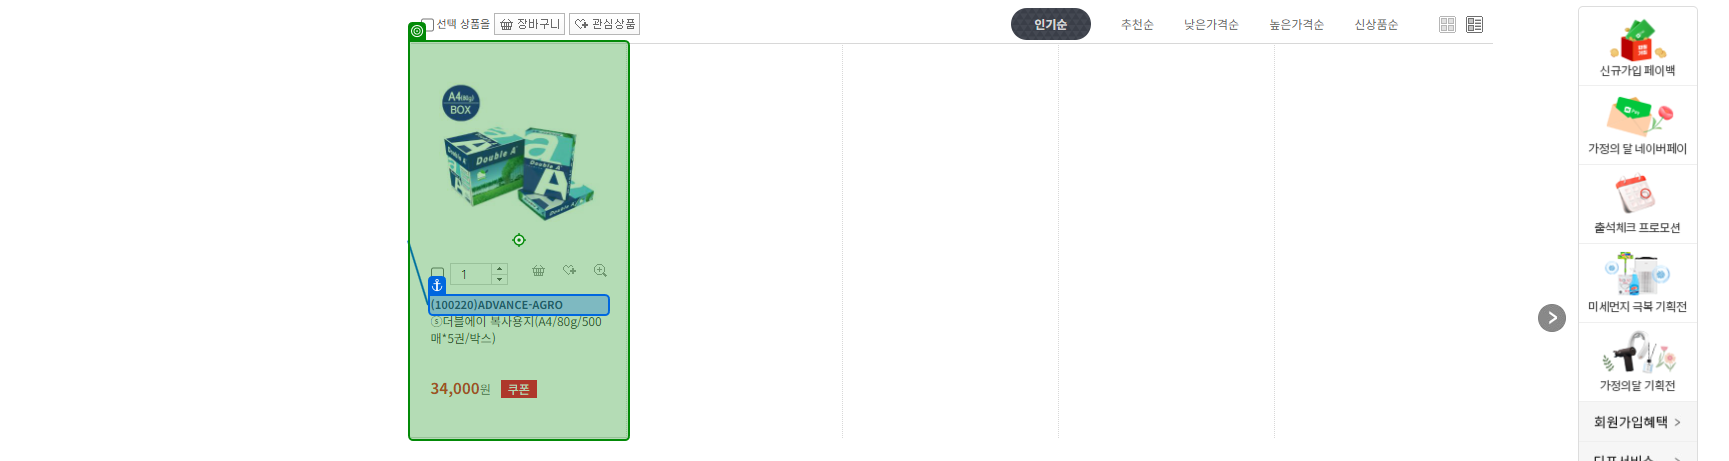 선택 상품을 장바구니 관심상품
인기순 추천순 낮은가격순 높은가격순 신상품순
A4(80g)
BOX
Double A
Double A
Double A
1
(100220)ADVANCE-AGRO
ⓢ더블에이 복사용지(A4/80g/500
매*5권/박스)
34,000원 쿠폰
신규가입 페이백
가정의 달 네이버페이
출석체크 프로모션
미세먼지 극복 기획전
가정의달 기획전
회원가입혜택 >